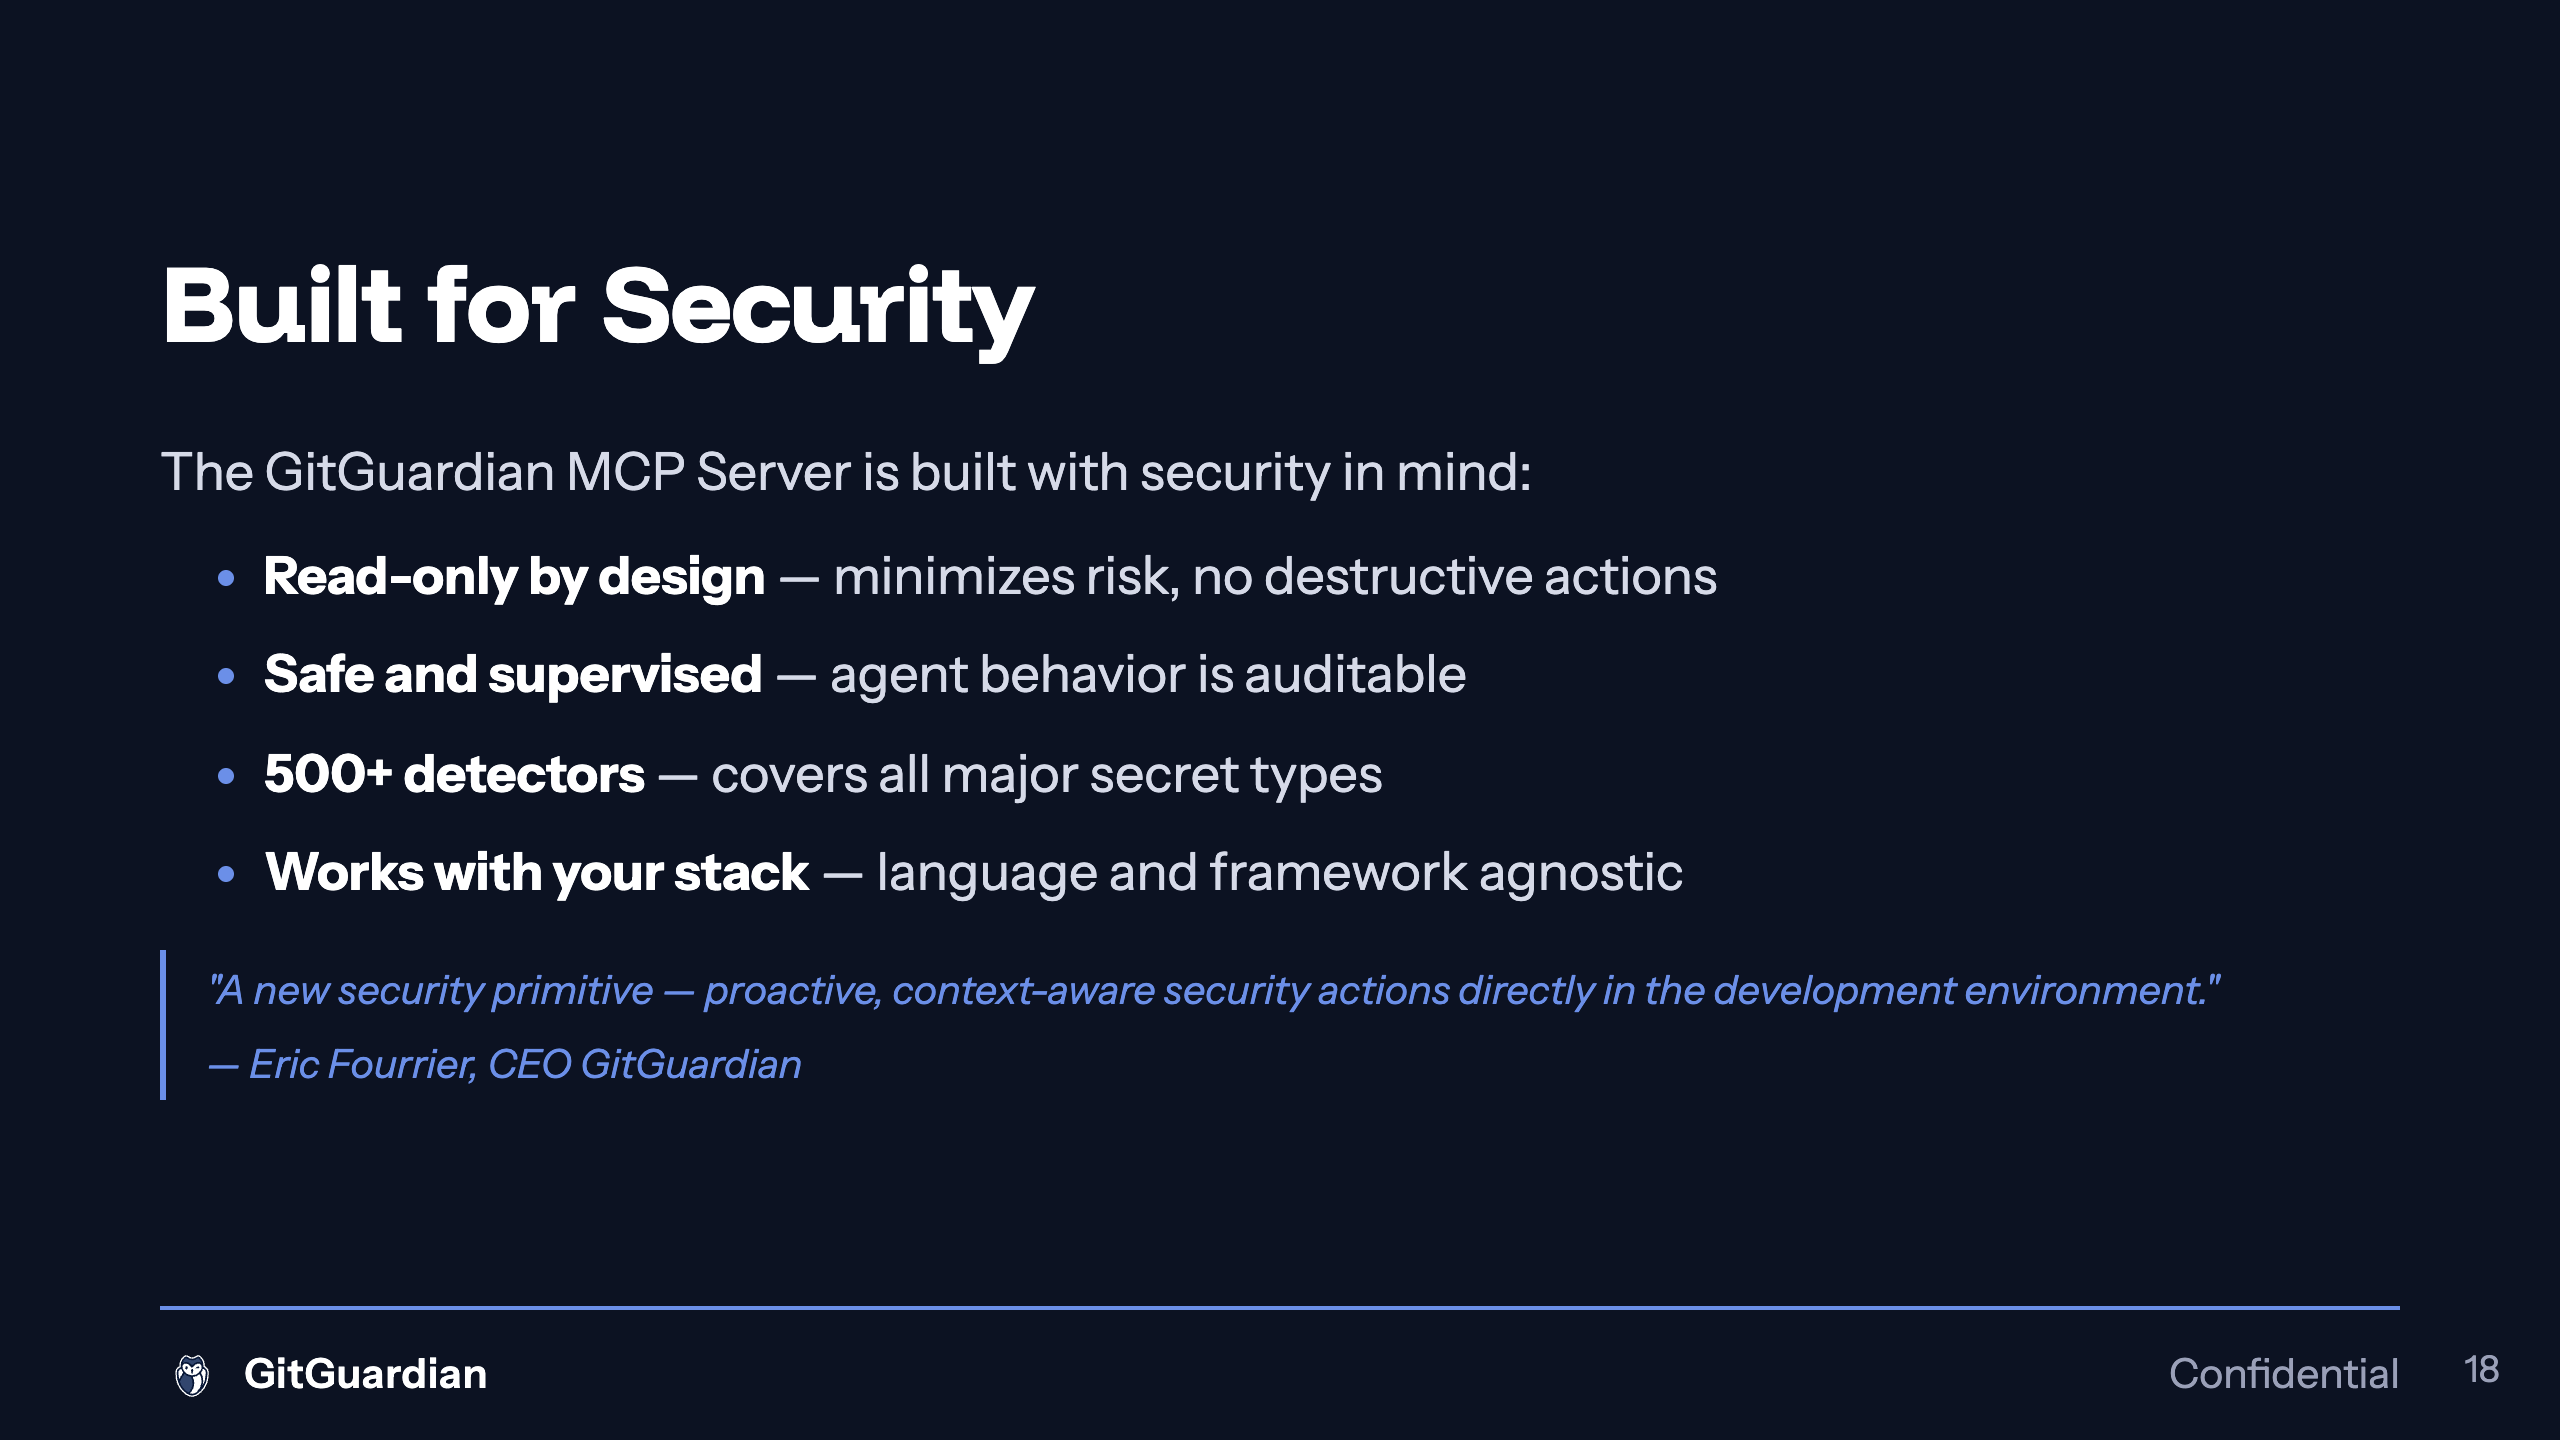 Built for Security
The GitGuardian MCP Server is built with security in mind:
• Read-only by design — minimizes risk, no destructive actions
• Safe and supervised — agent behavior is auditable
• 500+ detectors — covers all major secret types
• Works with your stack — language and framework agnostic
"A new security primitive — proactive, context-aware security actions directly in the development environment."
— Eric Fourrier, CEO GitGuardian
GitGuardian
Confidential
18